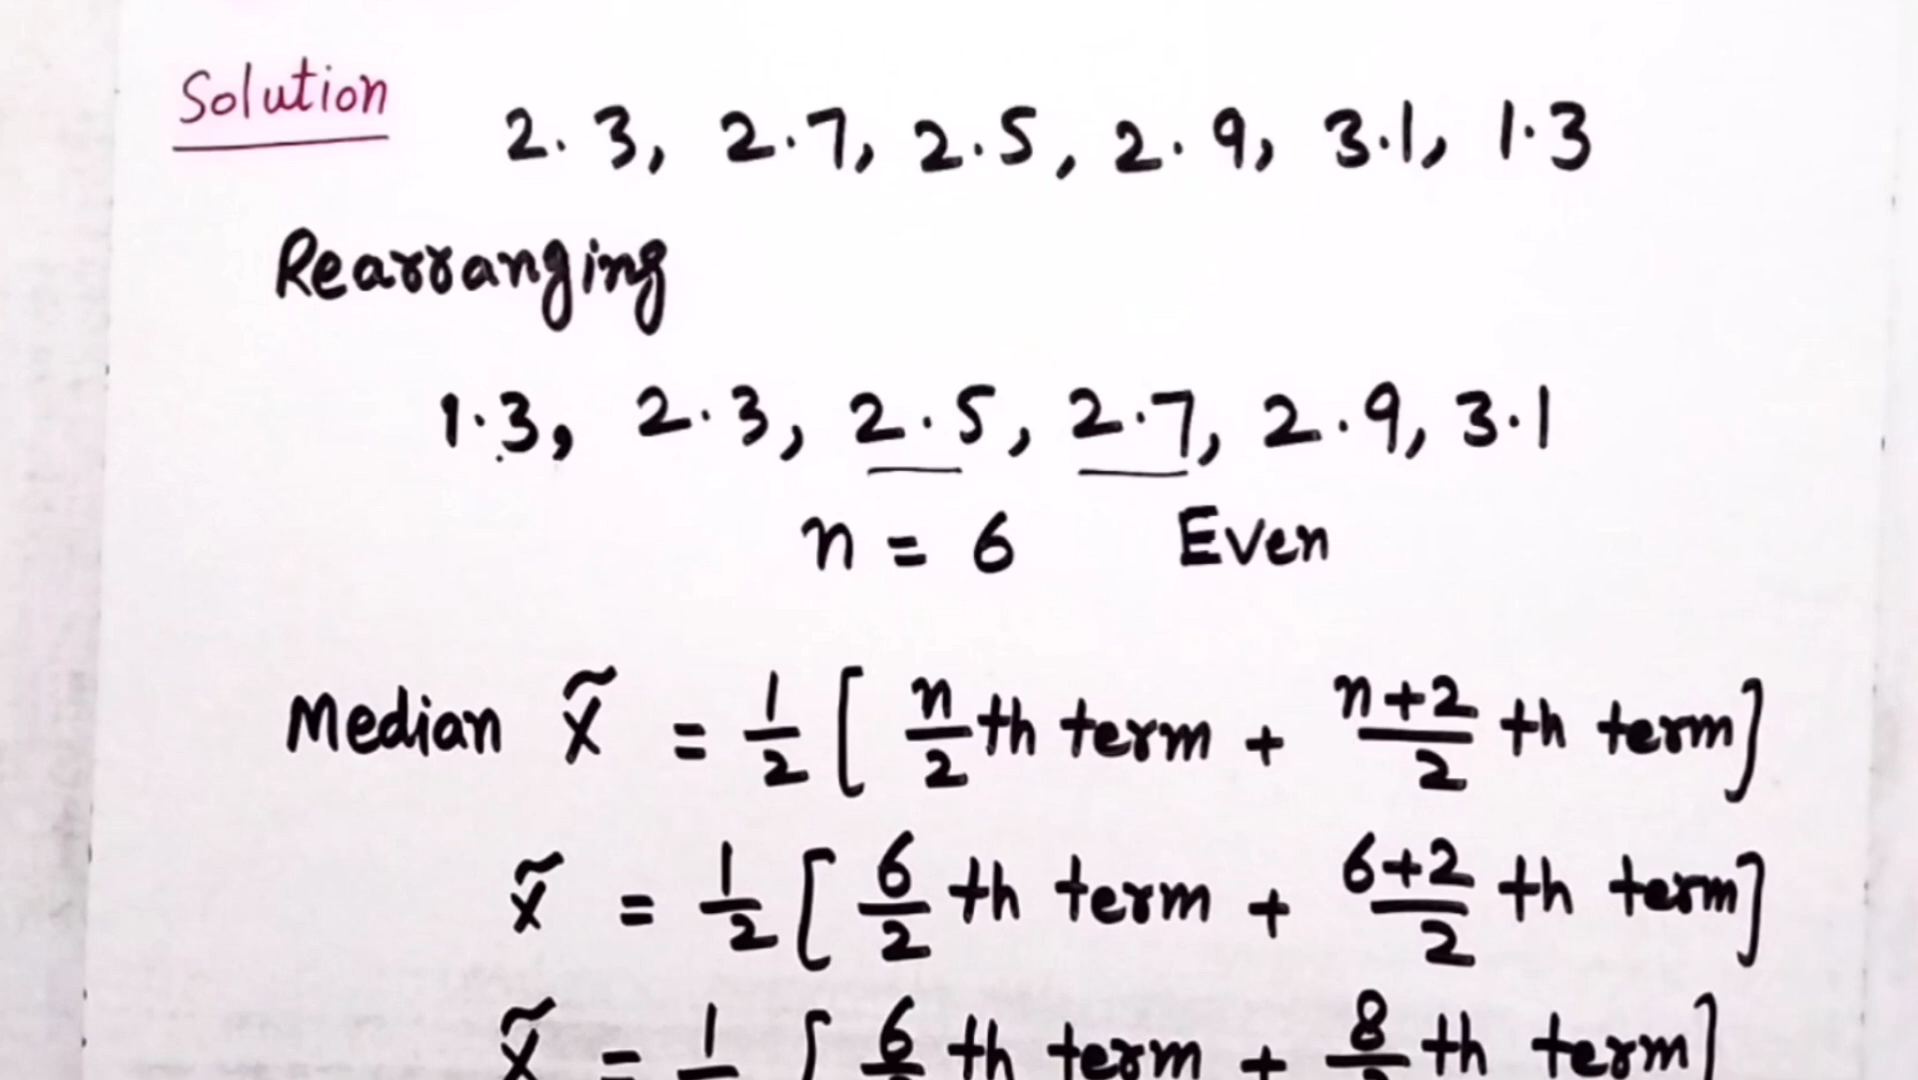 Solution 2.3, 2.7, 2.5, 2.9, 3.1, 1.3
Rearranging
1.3, 2.3, 2.5, 2.7, 2.9, 3.1
n = 6 Even
Median x̃ = 1/2 [ n/2 th term + n+2/2 th term]
x̃ = 1/2 [ 6/2 th term + 6+2/2 th term]
x̃ = 1/ [ 6/ th term + 8/ th term]